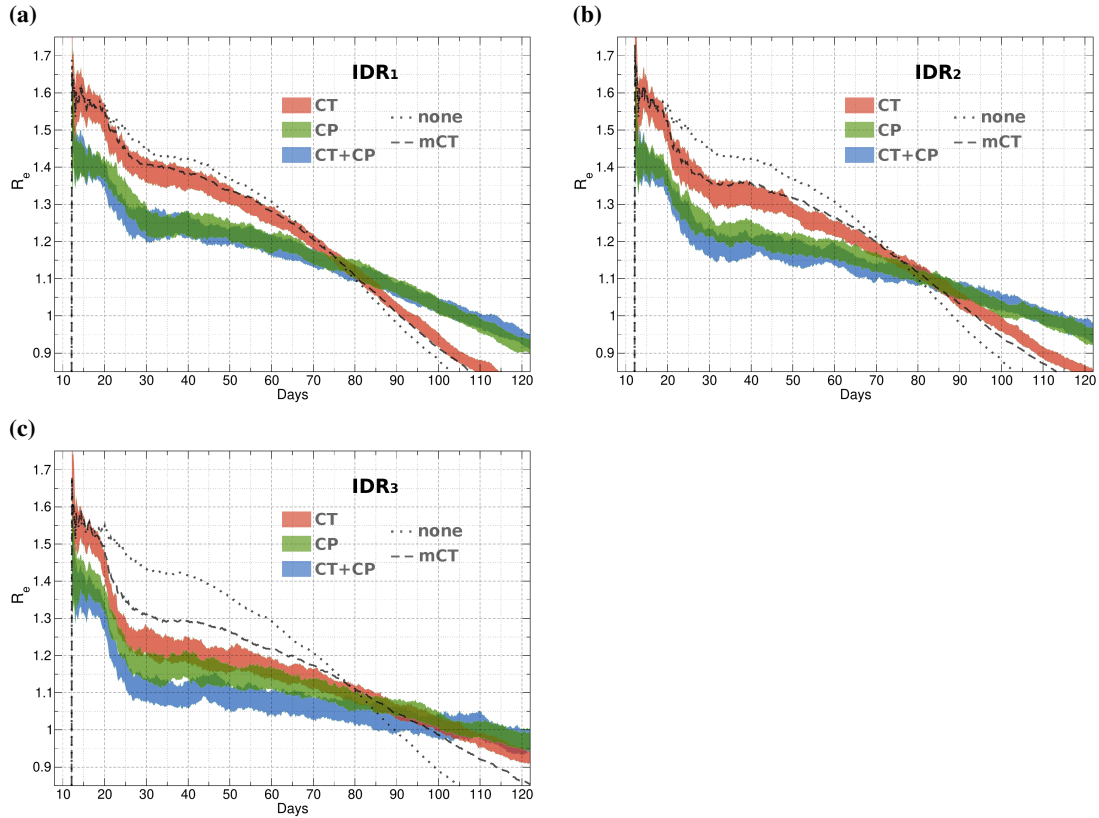 (a)
IDR₁
CT
CP
CT+CP
none
mCT
Rₑ
1.7
1.6
1.5
1.4
1.3
1.2
1.1
1
0.9
10 20 30 40 50 60 70 80 90 100 110 120
Days
(b)
IDR₂
CT
CP
CT+CP
none
mCT
Rₑ
1.7
1.6
1.5
1.4
1.3
1.2
1.1
1
0.9
10 20 30 40 50 60 70 80 90 100 110 120
Days
(c)
IDR₃
CT
CP
CT+CP
none
mCT
Rₑ
1.7
1.6
1.5
1.4
1.3
1.2
1.1
1
0.9
10 20 30 40 50 60 70 80 90 100 110 120
Days